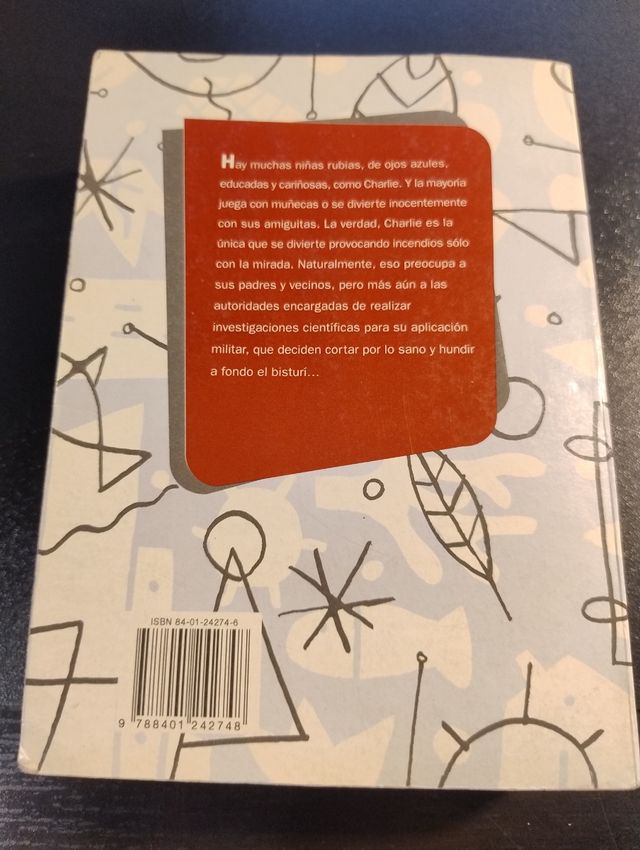 Hay muchas niñas rubias, de ojos azules,
educadas y cariñosas, como Charlie. Y la mayoría
juega con muñecas o se divierte inocentemente
con sus amiguitas. La verdad, Charlie es la
única que se divierte provocando incendios sólo
con la mirada. Naturalmente, eso preocupa a
sus padres y vecinos, pero más aún a las
autoridades encargadas de realizar
investigaciones científicas para su aplicación
militar, que deciden cortar por lo sano y hundir
a fondo el bisturí...
ISBN 84-01-24274-6
9 788401 242748